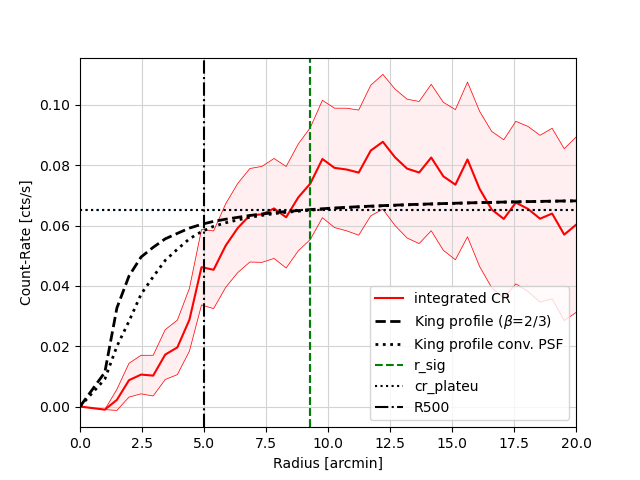 0.10
0.08
0.06
0.04
0.02
0.00
Count-Rate [cts/s]
integrated CR
King profile (β=2/3)
King profile conv. PSF
r_sig
cr_plateu
R500
0.0 2.5 5.0 7.5 10.0 12.5 15.0 17.5 20.0
Radius [arcmin]